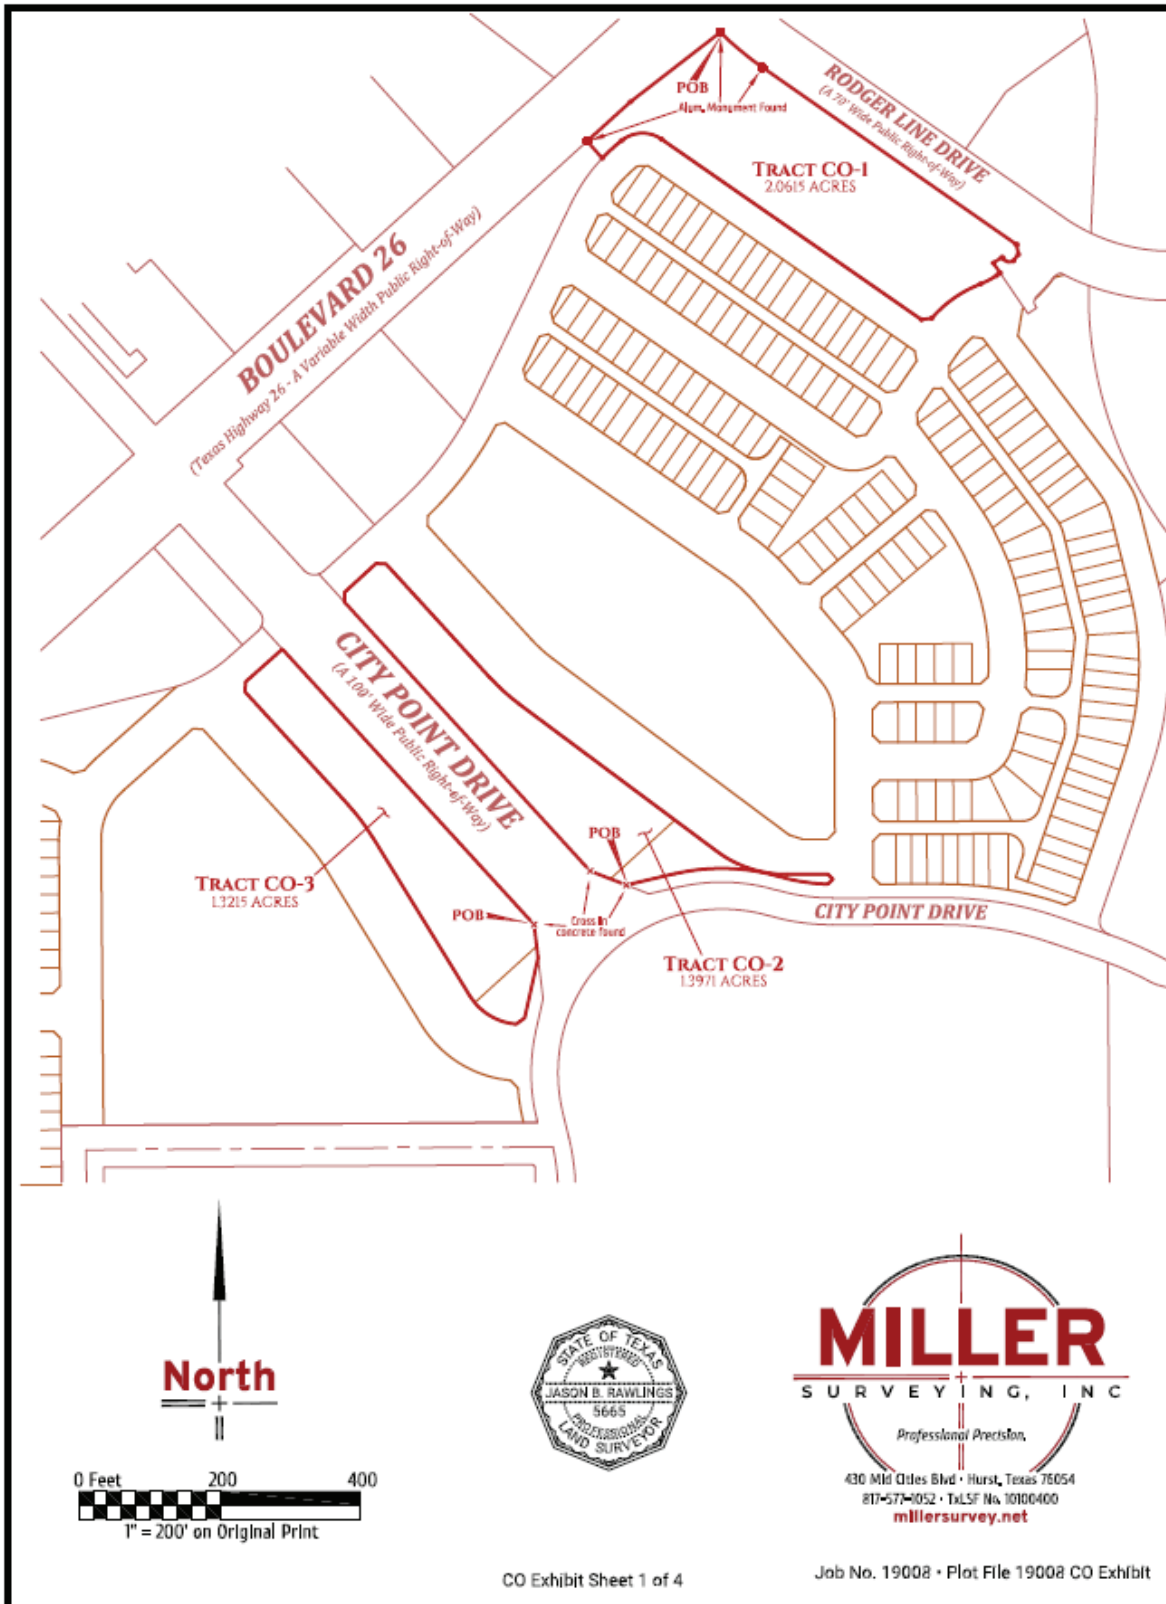 POB
Alum. Monument Found
RODGER LINE DRIVE
(A 70' Wide Public Right-of-Way)
TRACT CO-1
2.0615 ACRES
BOULEVARD 26
(Texas Highway 26 - A Variable Width Public Right-of-Way)
CITY POINT DRIVE
(A 100' Wide Public Right-of-Way)
POB
TRACT CO-3
1.3215 ACRES
POB
Cross in
concrete found
CITY POINT DRIVE
TRACT CO-2
1.3971 ACRES
North
0 Feet 200 400
1" = 200' on Original Print
STATE OF TEXAS
REGISTERED
JASON B. RAWLINGS
5665
PROFESSIONAL
LAND SURVEYOR
MILLER
SURVEYING, INC
Professional Precision.
430 Mid Cities Blvd • Hurst, Texas 76054
817-577-1052 • TxLSF No. 10100400
millersurvey.net
CO Exhibit Sheet 1 of 4
Job No. 19008 • Plot File 19008 CO Exhibit